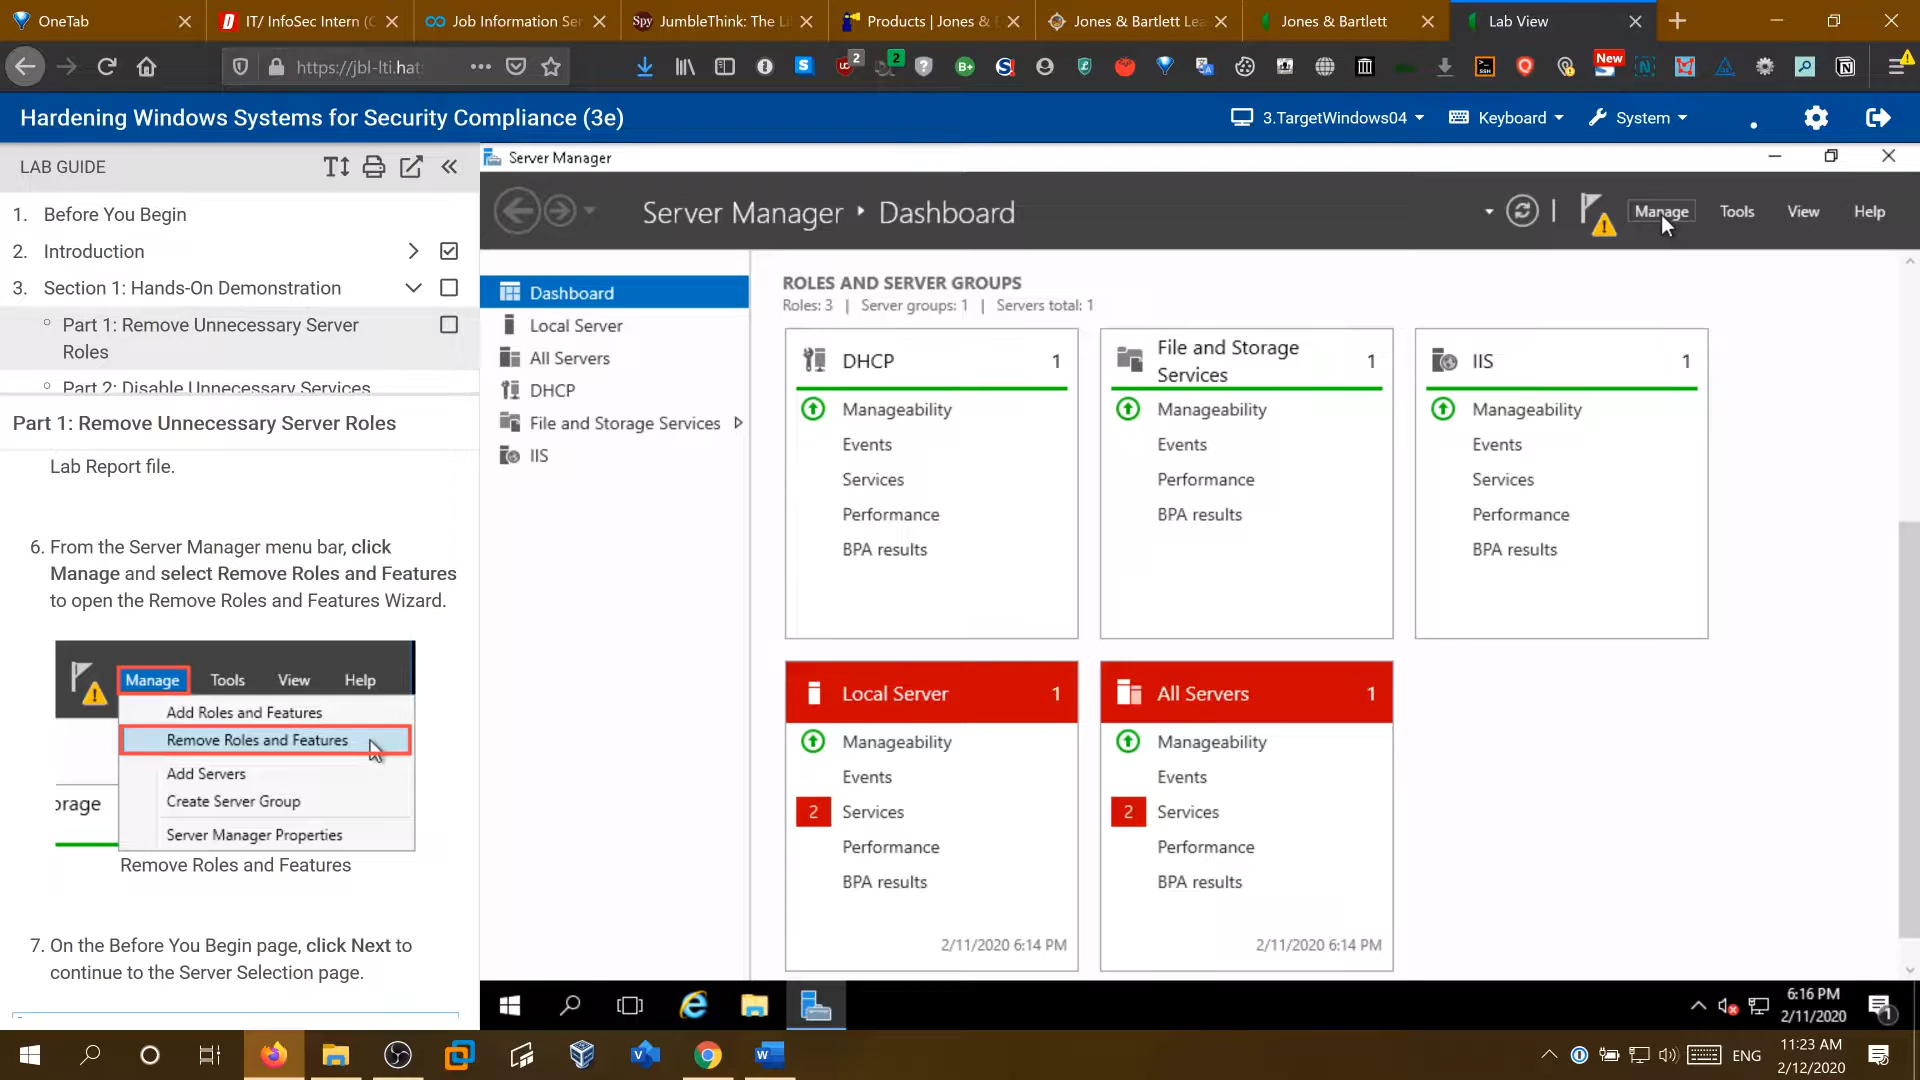 OneTab
IT/ InfoSec Intern (
Job Information Ser
JumbleThink: The Li
Products | Jones &
Jones & Bartlett Lea
Jones & Bartlett
Lab View
https://jbl-lti.hat
2
2
New
Hardening Windows Systems for Security Compliance (3e)
3.TargetWindows04
Keyboard
System
LAB GUIDE
1. Before You Begin
2. Introduction
3. Section 1: Hands-On Demonstration
Part 1: Remove Unnecessary Server
Roles
Part 2: Disable Unnecessary Services
Part 1: Remove Unnecessary Server Roles
Lab Report file.
6. From the Server Manager menu bar, click
Manage and select Remove Roles and Features
to open the Remove Roles and Features Wizard.
Manage Tools View Help
Add Roles and Features
Remove Roles and Features
Add Servers
orage
Create Server Group
Server Manager Properties
Remove Roles and Features
7. On the Before You Begin page, click Next to
continue to the Server Selection page.
Server Manager
Server Manager Dashboard
Manage Tools View Help
Dashboard
Local Server
All Servers
DHCP
File and Storage Services
IIS
ROLES AND SERVER GROUPS
Roles: 3 | Server groups: 1 | Servers total: 1
DHCP 1
Manageability
Events
Services
Performance
BPA results
File and Storage
Services 1
Manageability
Events
Performance
BPA results
IIS 1
Manageability
Events
Services
Performance
BPA results
Local Server 1
Manageability
Events
2 Services
Performance
BPA results
2/11/2020 6:14 PM
All Servers 1
Manageability
Events
2 Services
Performance
BPA results
2/11/2020 6:14 PM
6:16 PM
2/11/2020
1
ENG
11:23 AM
2/12/2020